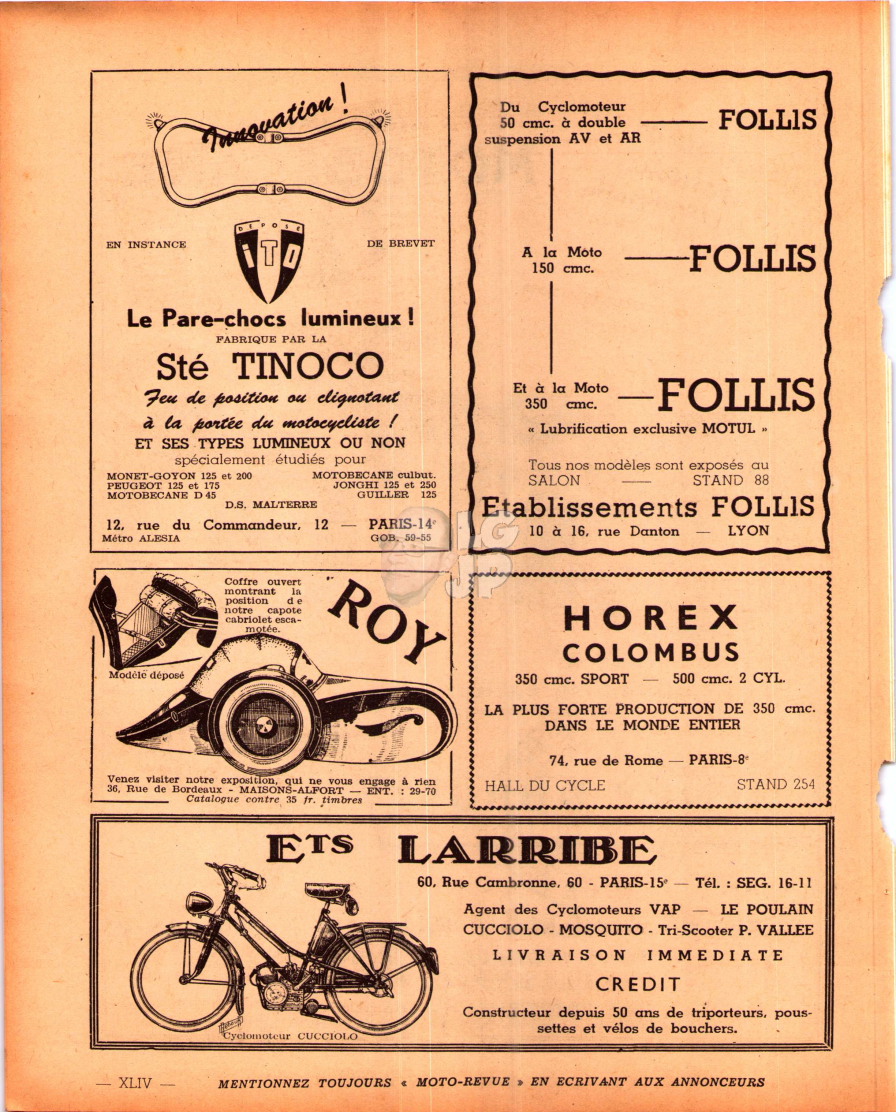 Innovation !
DEPOSE
EN INSTANCE
iTO
DE BREVET
Le Pare-chocs lumineux !
FABRIQUE PAR LA
Sté TINOCO
Feu de position ou clignotant
à la portée du motocycliste !
ET SES TYPES LUMINEUX OU NON
spécialement étudiés pour
MONET-GOYON 125 et 200
PEUGEOT 125 et 175
MOTOBECANE D 45
MOTOBECANE culbut.
JONGHI 125 et 250
GUILLER 125
D.S. MALTERRE
12, rue du Commandeur, 12 — PARIS-14e
Métro ALESIA
GOB. 59-55
Du Cyclomoteur
50 cmc. à double
suspension AV et AR
FOLLIS
A la Moto
150 cmc.
FOLLIS
Et à la Moto
350 cmc.
FOLLIS
« Lubrification exclusive MOTUL »
Tous nos modèles sont exposés au
SALON — STAND 88
Etablissements FOLLIS
10 à 16, rue Danton — LYON
Coffre ouvert
montrant la
position de
notre capote
cabriolet esca-
motée.
ROY
Modèle déposé
Venez visiter notre exposition, qui ne vous engage à rien
36, Rue de Bordeaux - MAISONS-ALFORT — ENT. : 29-70
Catalogue contre 35 fr. timbres
HOREX
COLOMBUS
350 cmc. SPORT — 500 cmc. 2 CYL.
LA PLUS FORTE PRODUCTION DE 350 cmc.
DANS LE MONDE ENTIER
74, rue de Rome — PARIS-8e
HALL DU CYCLE STAND 254
ETS LARRIBE
60, Rue Cambronne, 60 - PARIS-15e — Tél. : SEG. 16-11
Agent des Cyclomoteurs VAP — LE POULAIN
CUCCIOLO - MOSQUITO - Tri-Scooter P. VALLEE
LIVRAISON IMMEDIATE
CREDIT
Constructeur depuis 50 ans de triporteurs, pous-
settes et vélos de bouchers.
Cyclomoteur CUCCIOLO
— XLIV —
MENTIONNEZ TOUJOURS « MOTO-REVUE » EN ECRIVANT AUX ANNONCEURS